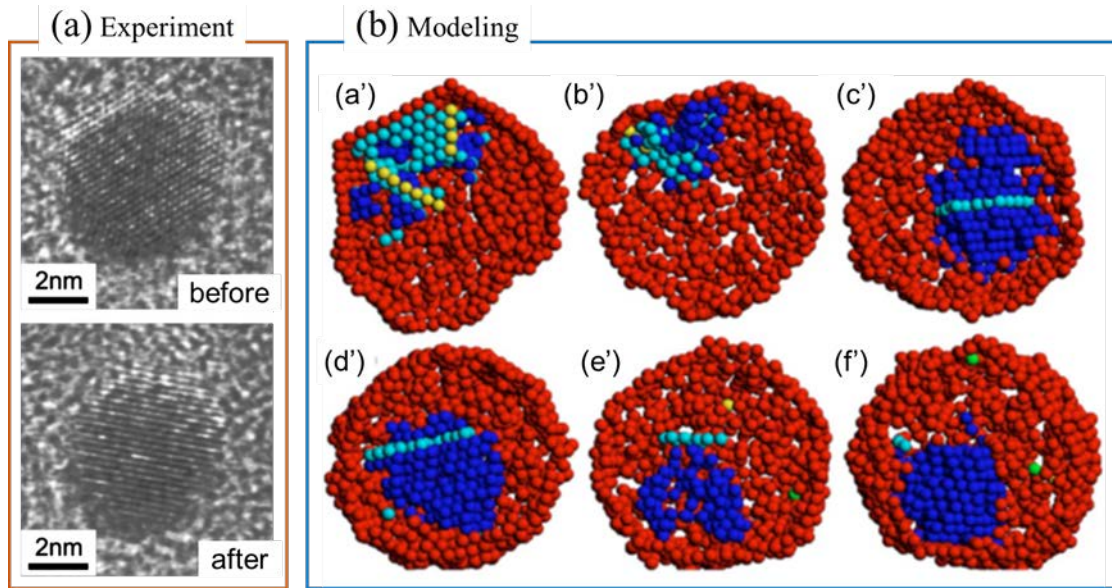 (a) Experiment
2nm
before
2nm
after
(b) Modeling
(a’)
(b’)
(c’)
(d’)
(e’)
(f’)